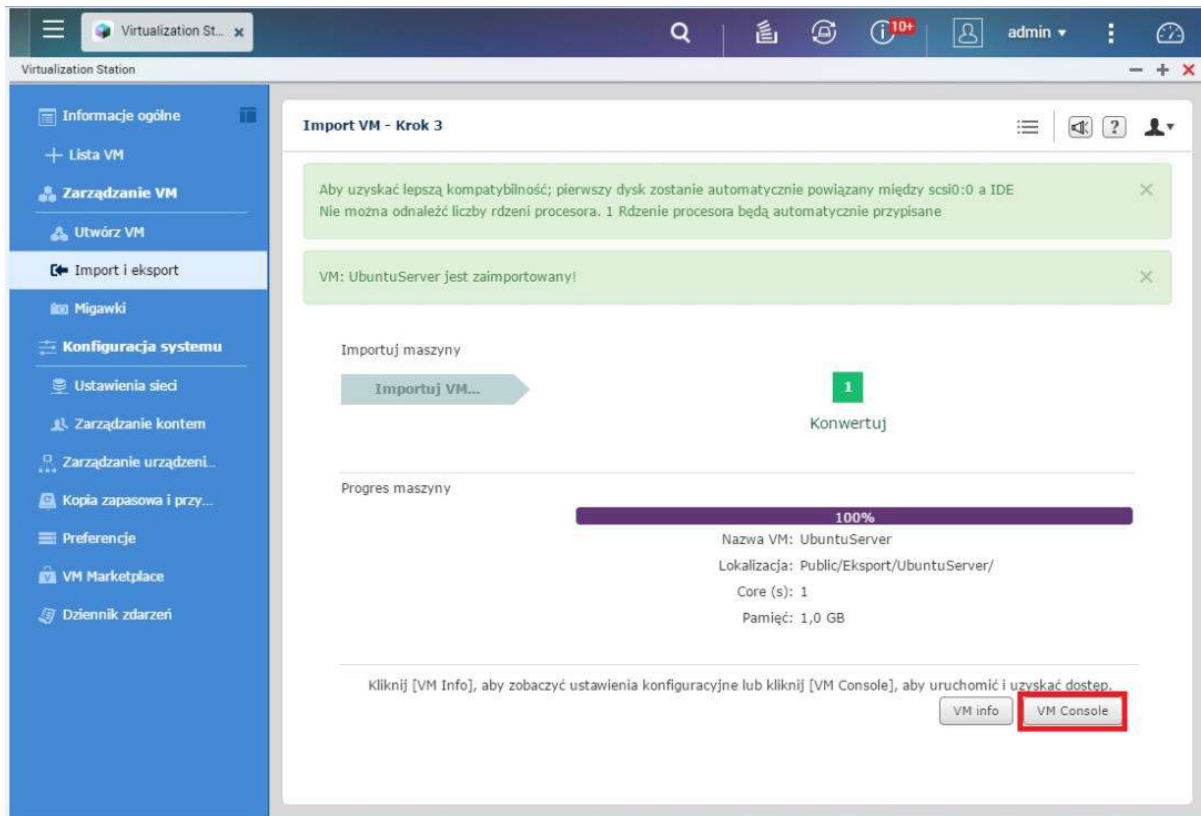 Virtualization St...
10+
admin
Virtualization Station
Informacje ogólne
Lista VM
Zarządzanie VM
Utwórz VM
Import i eksport
Migawki
Konfiguracja systemu
Ustawienia sieci
Zarządzanie kontem
Zarządzanie urządzeni...
Kopia zapasowa i przy...
Preferencje
VM Marketplace
Dziennik zdarzeń
Import VM - Krok 3
?
Aby uzyskać lepszą kompatybilność; pierwszy dysk zostanie automatycznie powiązany między scsi0:0 a IDE
Nie można odnaleźć liczby rdzeni procesora. 1 Rdzenie procesora będą automatycznie przypisane
VM: UbuntuServer jest zaimportowany!
Importuj maszyny
Importuj VM...
1
Konwertuj
Progres maszyny
100%
Nazwa VM: UbuntuServer
Lokalizacja: Public/Eksport/UbuntuServer/
Core (s): 1
Pamięć: 1,0 GB
Kliknij [VM Info], aby zobaczyć ustawienia konfiguracyjne lub kliknij [VM Console], aby uruchomić i uzyskać dostęp.
VM info
VM Console